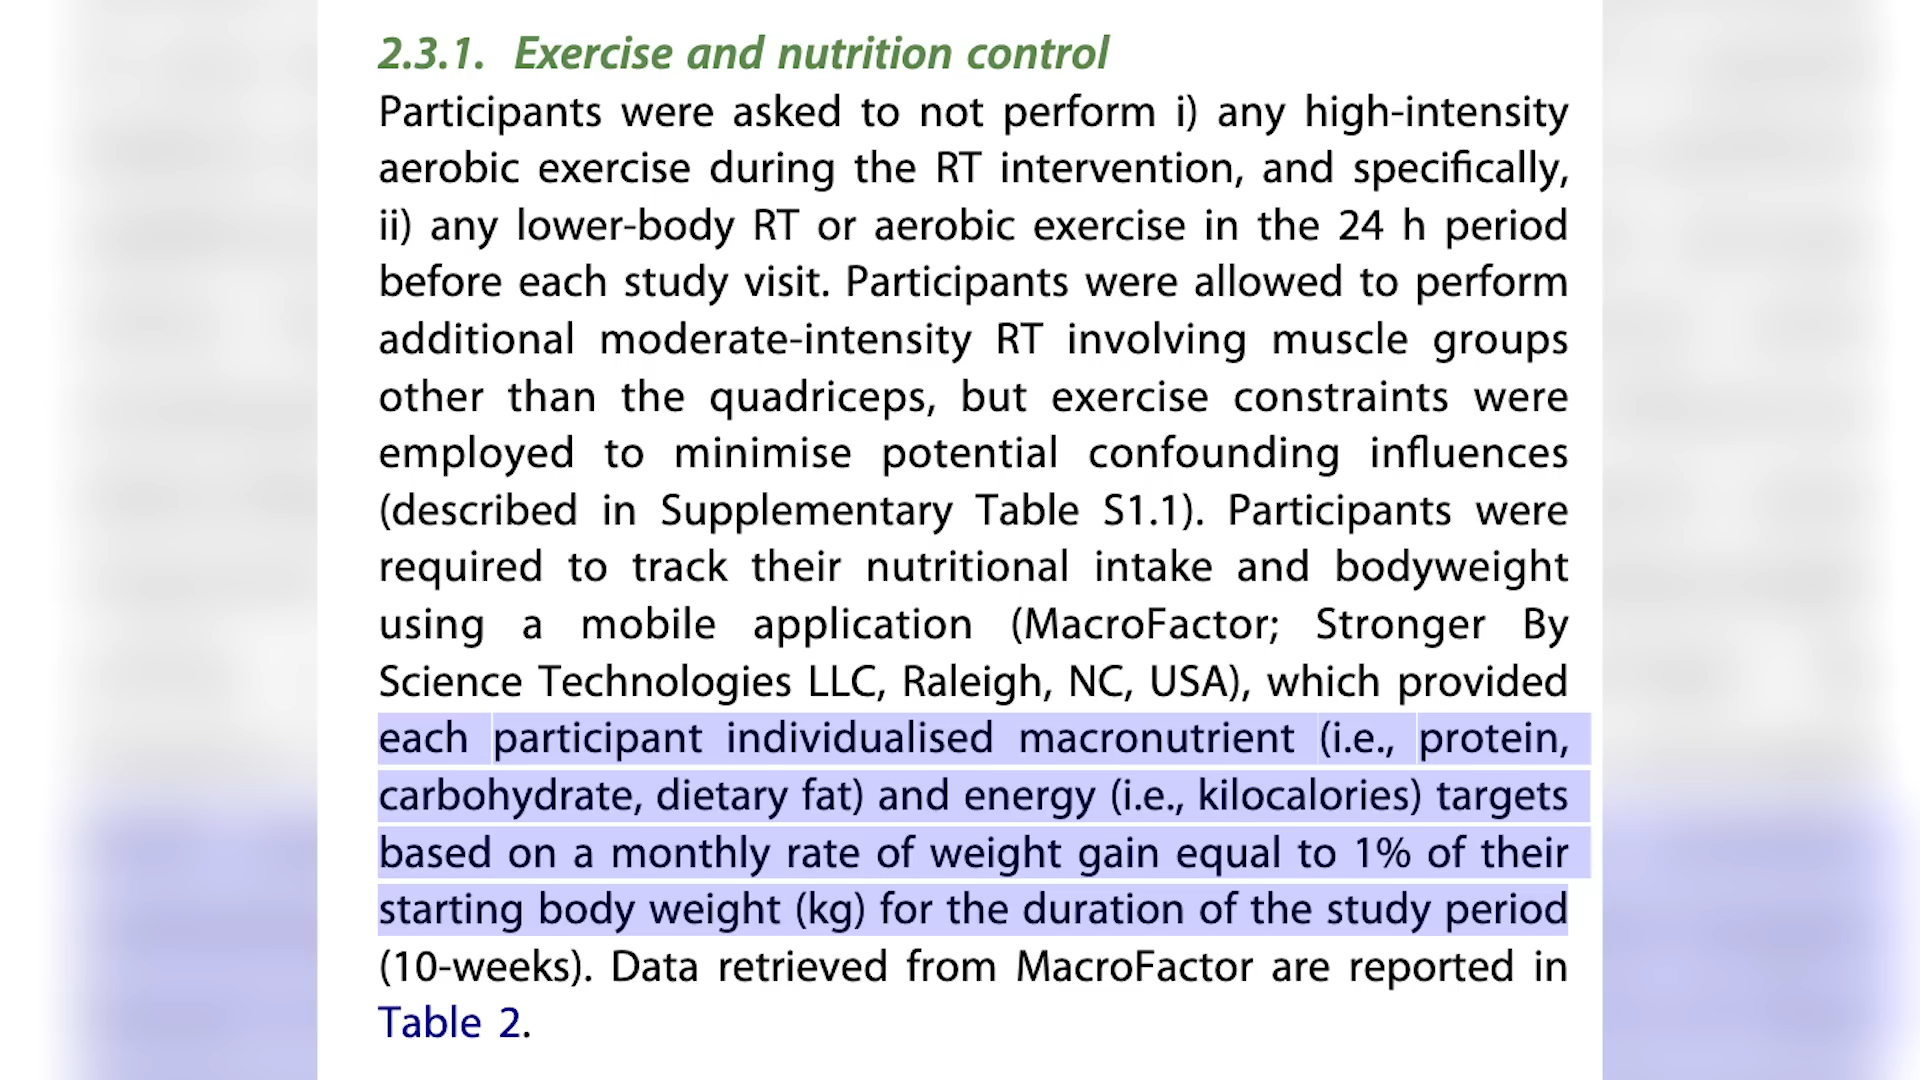 2.3.1. Exercise and nutrition control
Participants were asked to not perform i) any high-intensity
aerobic exercise during the RT intervention, and specifically,
ii) any lower-body RT or aerobic exercise in the 24 h period
before each study visit. Participants were allowed to perform
additional moderate-intensity RT involving muscle groups
other than the quadriceps, but exercise constraints were
employed to minimise potential confounding influences
(described in Supplementary Table S1.1). Participants were
required to track their nutritional intake and bodyweight
using a mobile application (MacroFactor; Stronger By
Science Technologies LLC, Raleigh, NC, USA), which provided
each participant individualised macronutrient (i.e., protein,
carbohydrate, dietary fat) and energy (i.e., kilocalories) targets
based on a monthly rate of weight gain equal to 1% of their
starting body weight (kg) for the duration of the study period
(10-weeks). Data retrieved from MacroFactor are reported in
Table 2.